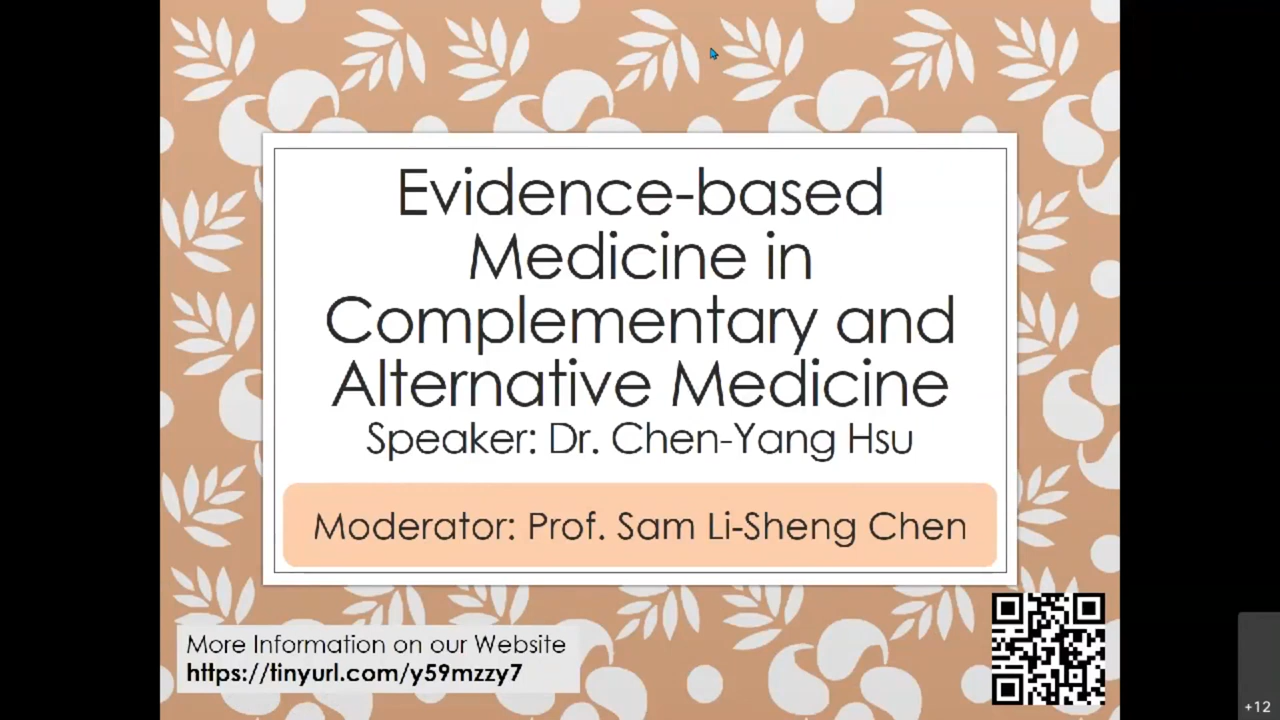 Evidence-based
Medicine in
Complementary and
Alternative Medicine
Speaker: Dr. Chen-Yang Hsu
Moderator: Prof. Sam Li-Sheng Chen
More Information on our Website
https://tinyurl.com/y59mzzy7
+12